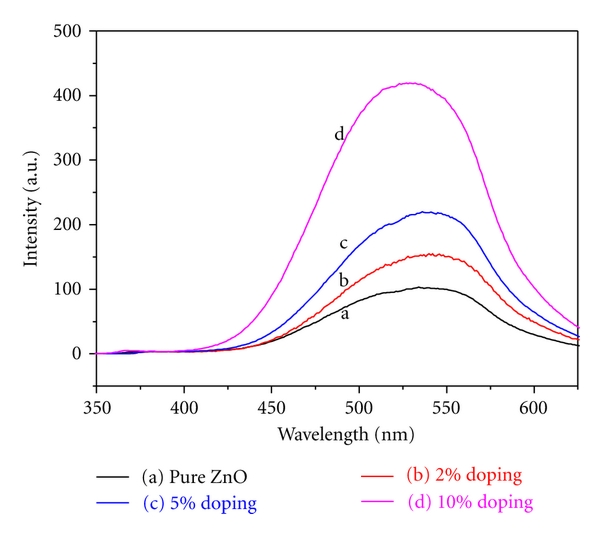 500
400
300
200
100
0
Intensity (a.u.)
d
c
b
a
350 400 450 500 550 600
Wavelength (nm)
(a) Pure ZnO (b) 2% doping
(c) 5% doping (d) 10% doping